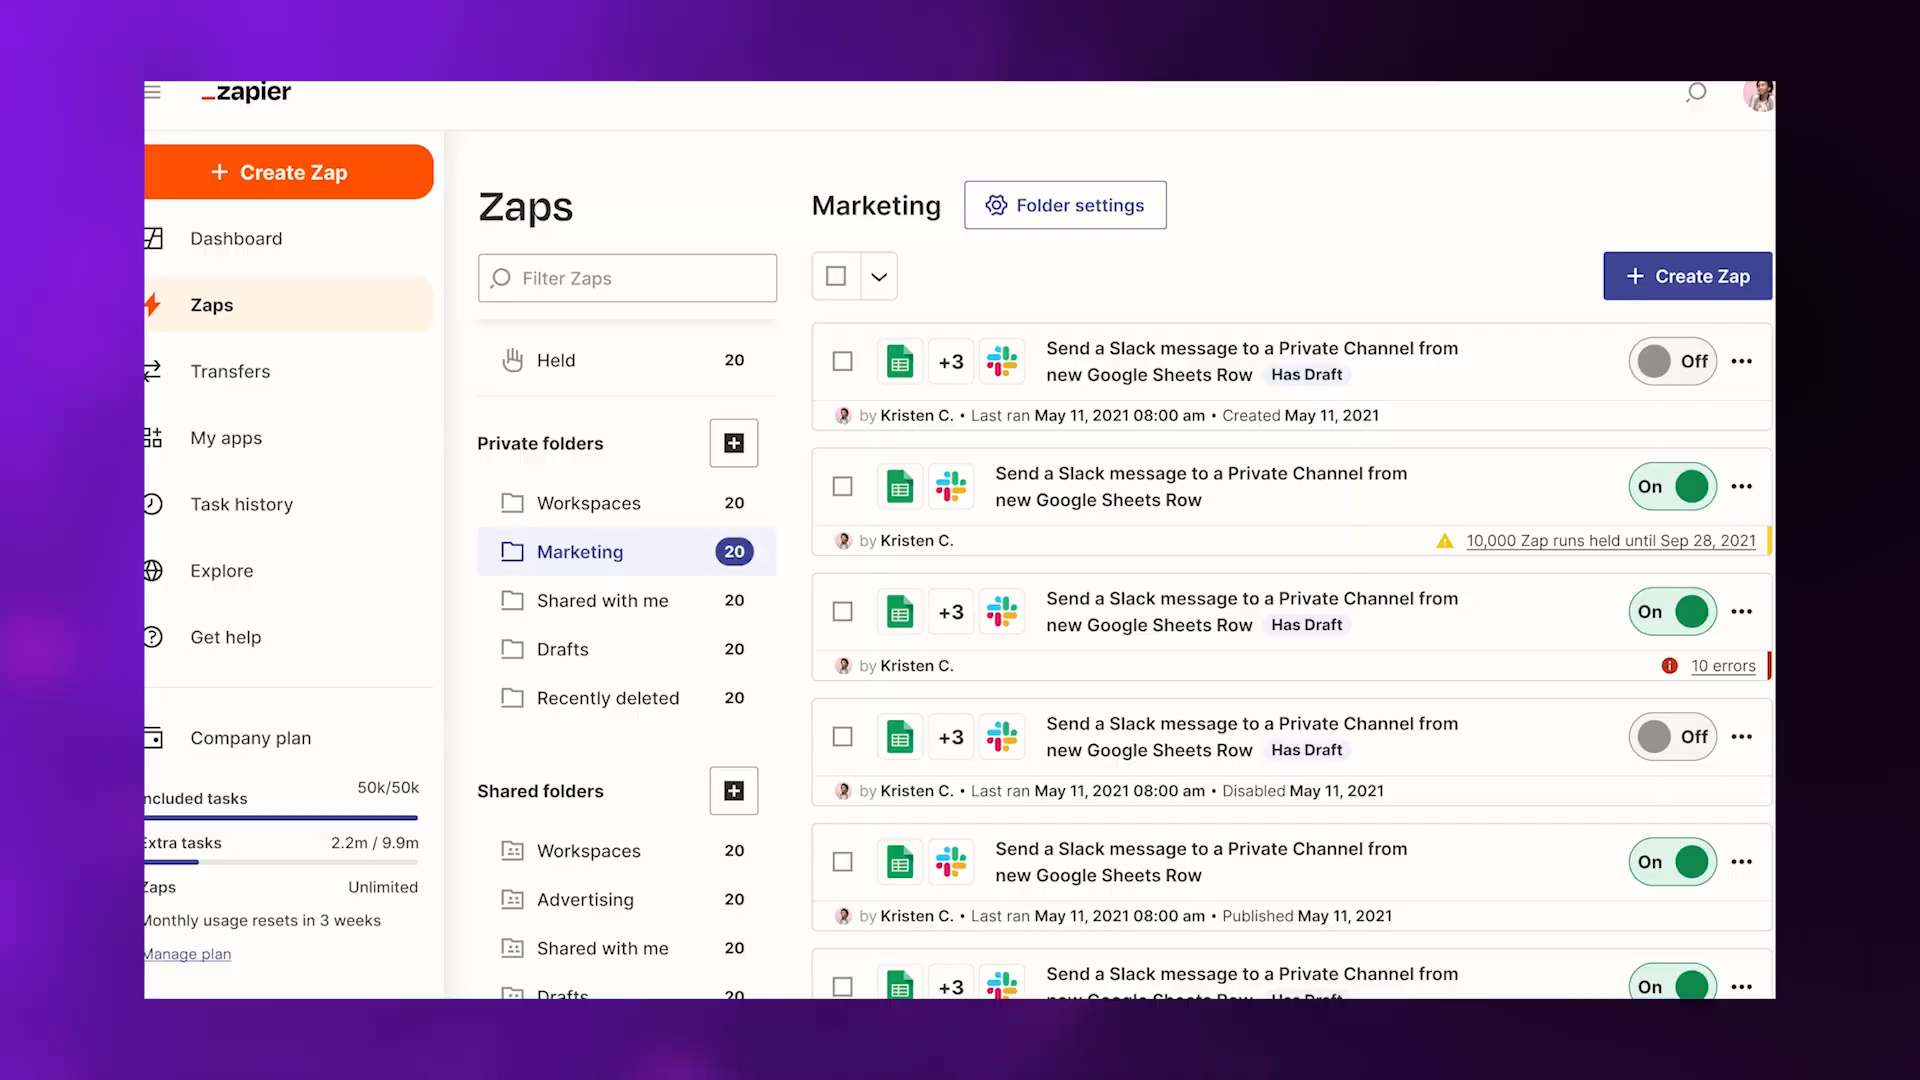 zapier
+ Create Zap
Dashboard
Zaps
Transfers
My apps
Task history
Explore
Get help
Company plan
ncluded tasks
50k/50k
Extra tasks
2.2m / 9.9m
Zaps
Unlimited
Monthly usage resets in 3 weeks
Manage plan
Zaps
Filter Zaps
Held 20
Private folders
Workspaces 20
Marketing 20
Shared with me 20
Drafts 20
Recently deleted 20
Shared folders
Workspaces 20
Advertising 20
Shared with me 20
Drafts 20
Marketing
Folder settings
+ Create Zap
+3
Send a Slack message to a Private Channel from
new Google Sheets Row Has Draft
Off
by Kristen C. • Last ran May 11, 2021 08:00 am • Created May 11, 2021
Send a Slack message to a Private Channel from
new Google Sheets Row
On
by Kristen C.
10,000 Zap runs held until Sep 28, 2021
+3
Send a Slack message to a Private Channel from
new Google Sheets Row Has Draft
On
by Kristen C.
10 errors
+3
Send a Slack message to a Private Channel from
new Google Sheets Row Has Draft
Off
by Kristen C. • Last ran May 11, 2021 08:00 am • Disabled May 11, 2021
Send a Slack message to a Private Channel from
new Google Sheets Row
On
by Kristen C. • Last ran May 11, 2021 08:00 am • Published May 11, 2021
+3
Send a Slack message to a Private Channel from
new Google Sheets Row Has Draft
On